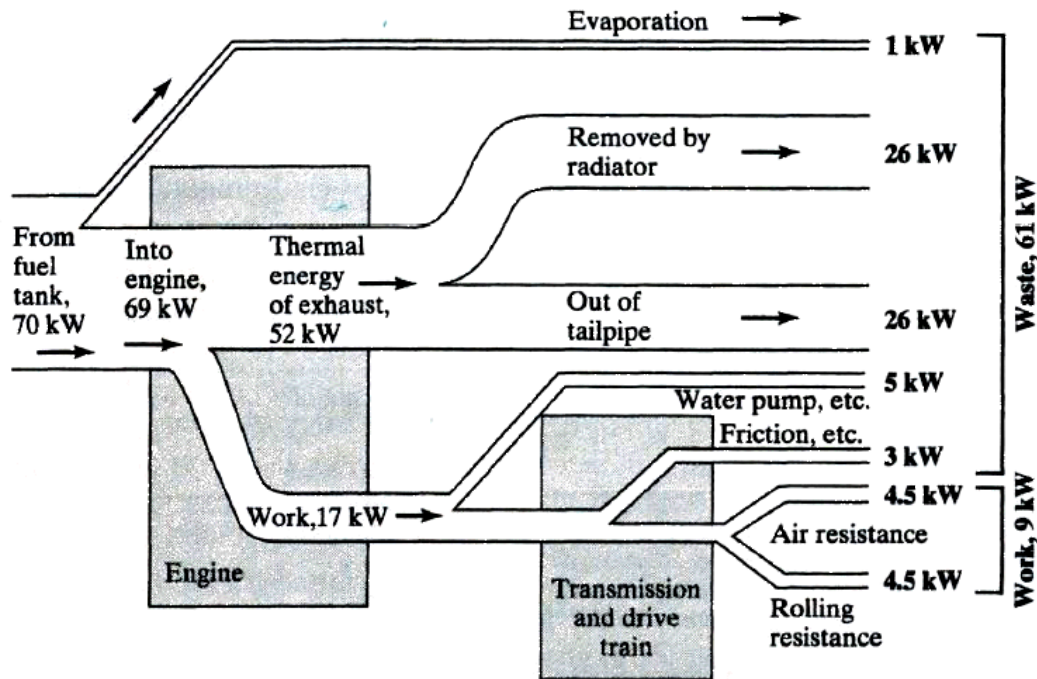 Evaporation
1 kW
Removed by
radiator
26 kW
From
fuel
tank,
70 kW
Into
engine,
69 kW
Thermal
energy
of exhaust,
52 kW
Out of
tailpipe
26 kW
5 kW
Water pump, etc.
Friction, etc.
3 kW
Waste, 61 kW
Work,17 kW
4.5 kW
Air resistance
4.5 kW
Rolling
resistance
Work, 9 kW
Engine
Transmission
and drive
train